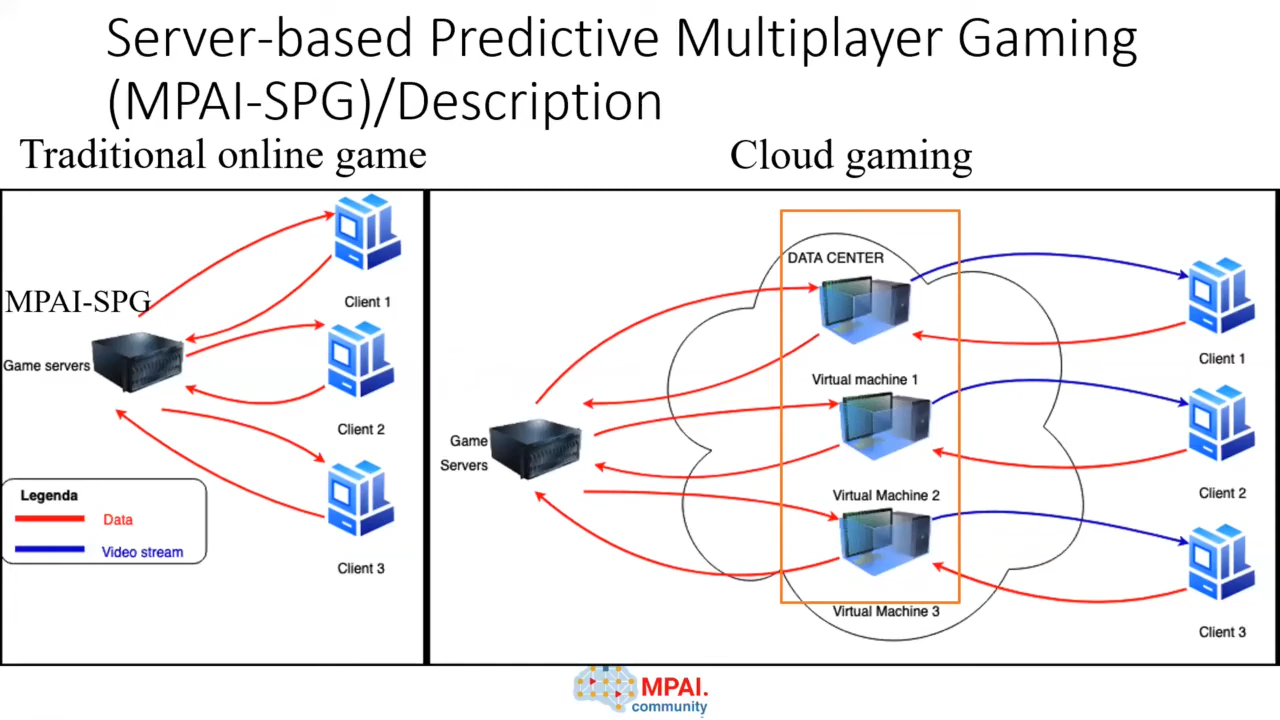 Server-based Predictive Multiplayer Gaming
(MPAI-SPG)/Description
Traditional online game
MPAI-SPG
Game servers
Client 1
Client 2
Client 3
Legenda
Data
Video stream
Cloud gaming
DATA CENTER
Virtual machine 1
Game
Servers
Virtual Machine 2
Virtual Machine 3
Client 1
Client 2
Client 3
MPAI.
community